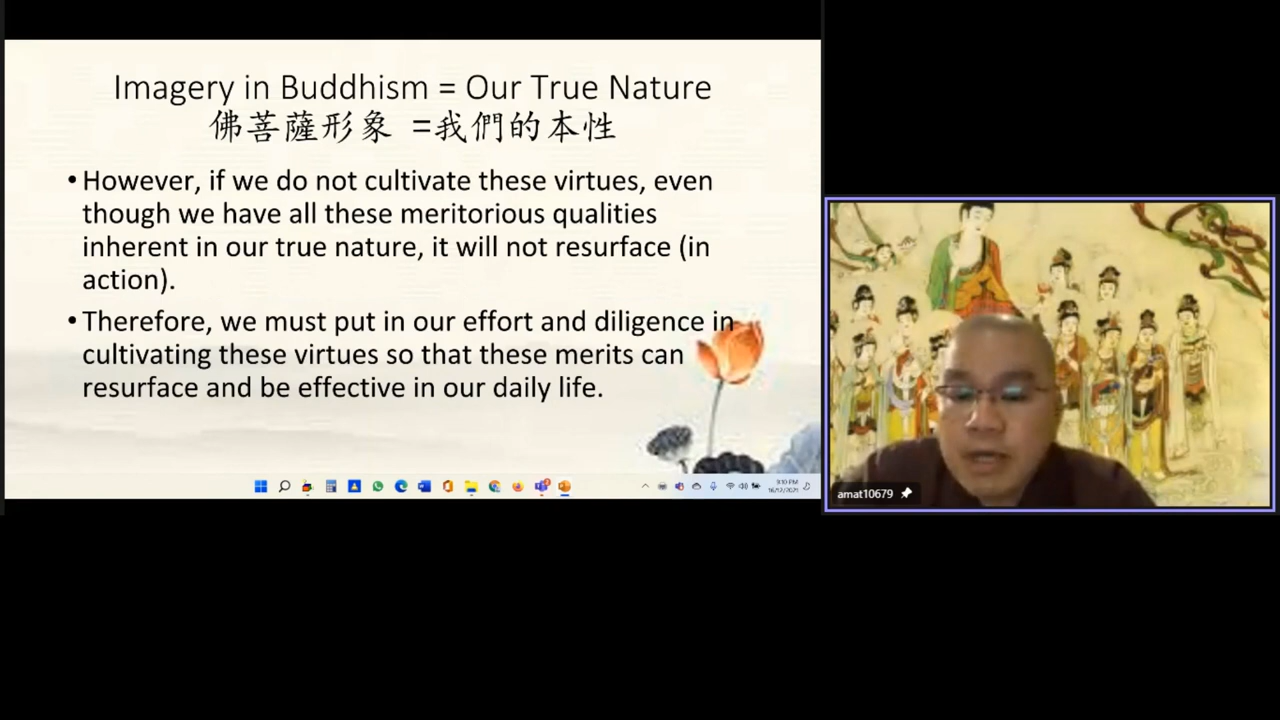 Imagery in Buddhism = Our True Nature
佛菩薩形象 =我們的本性
• However, if we do not cultivate these virtues, even
though we have all these meritorious qualities
inherent in our true nature, it will not resurface (in
action).
• Therefore, we must put in our effort and diligence in
cultivating these virtues so that these merits can
resurface and be effective in our daily life.
amat10679